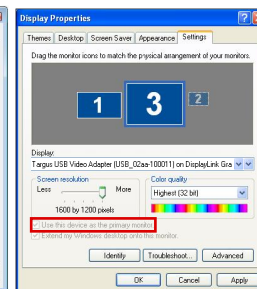 Display Properties
Themes Desktop Screen Saver Appearance Settings
Drag the monitor icons to match the physical arrangement of your monitors.
1 3 2
Display:
Targus USB Video Adapter (USB_02aa-100011) on DisplayLink Gra
Screen resolution
Less More
1600 by 1200 pixels
Color quality
Highest (32 bit)
Use this device as the primary monitor.
Extend my Windows desktop onto this monitor.
Identify Troubleshoot... Advanced
OK Cancel Apply